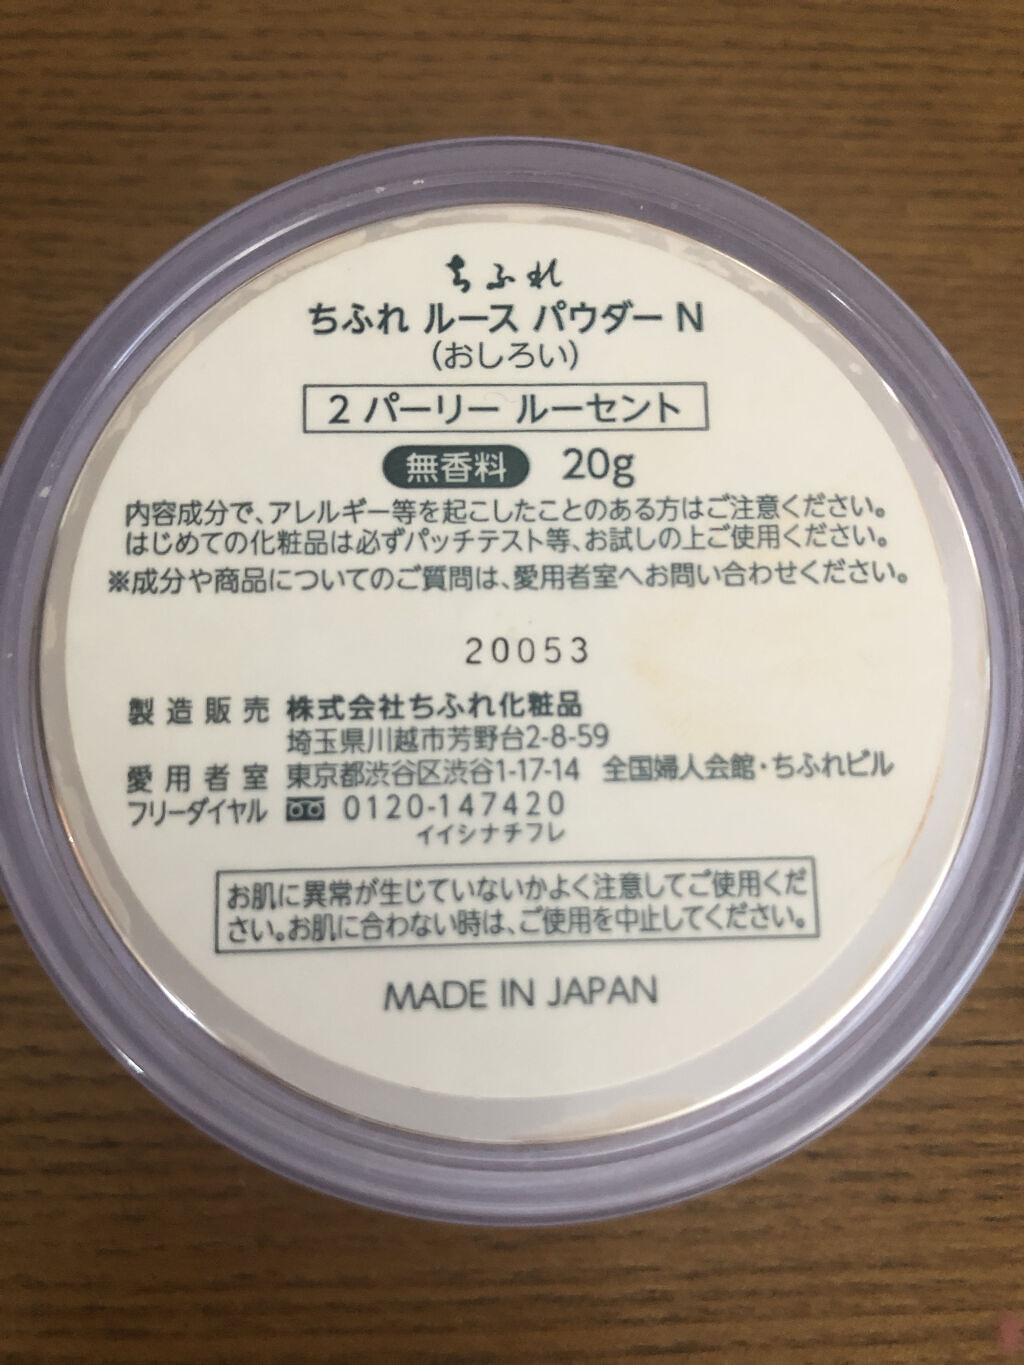 ちふれ
ちふれ ルース パウダー N
(おしろい)
2 パーリー ルーセント
無香料 20g
内容成分で、アレルギー等を起こしたことのある方はご注意ください。
はじめての化粧品は必ずパッチテスト等、お試しの上ご使用ください。
※成分や商品についてのご質問は、愛用者室へお問い合わせください。
20053
製造販売 株式会社ちふれ化粧品
埼玉県川越市芳野台2-8-59
愛用者室 東京都渋谷区渋谷1-17-14 全国婦人会館・ちふれビル
フリーダイヤル 0120-147420
イイシナチフレ
お肌に異常が生じていないかよく注意してご使用くだ
さい。お肌に合わない時は、ご使用を中止してください。
MADE IN JAPAN